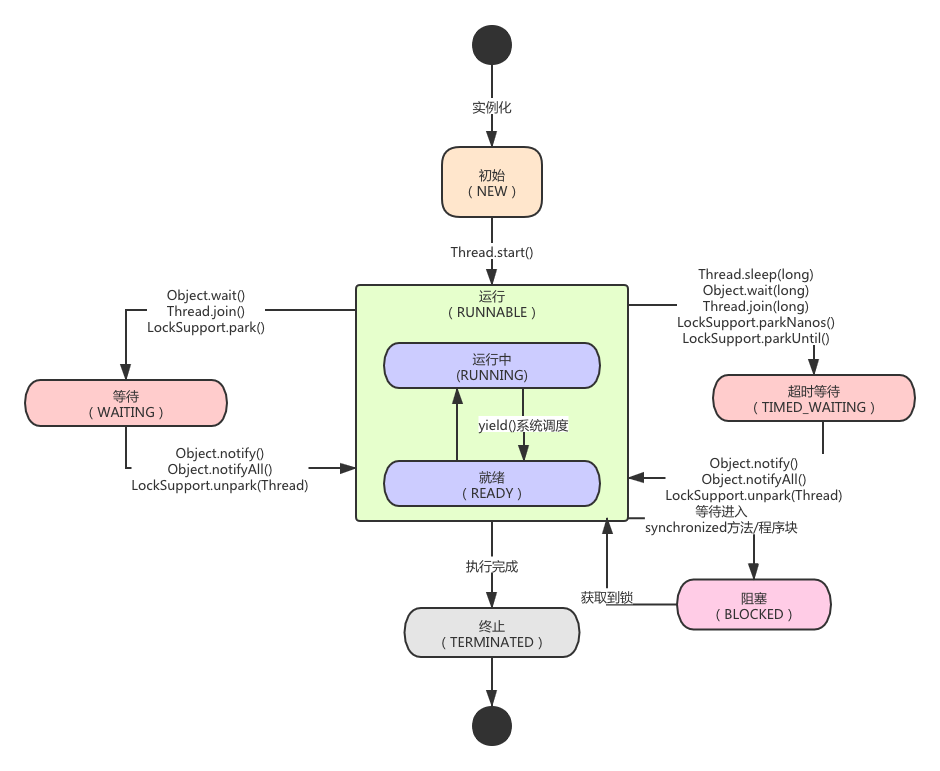 实例化
初始
（NEW）
Thread.start()
Object.wait()
Thread.join()
LockSupport.park()
运行
（RUNNABLE）
Thread.sleep(long)
Object.wait(long)
Thread.join(long)
LockSupport.parkNanos()
LockSupport.parkUntil()
运行中
(RUNNING)
等待
（WAITING）
超时等待
（TIMED_WAITING）
yield()系统调度
Object.notify()
Object.notifyAll()
LockSupport.unpark(Thread)
就绪
（READY）
Object.notify()
Object.notifyAll()
LockSupport.unpark(Thread)
等待进入
synchronized方法/程序块
执行完成
获取到锁
阻塞
（BLOCKED）
终止
（TERMINATED）